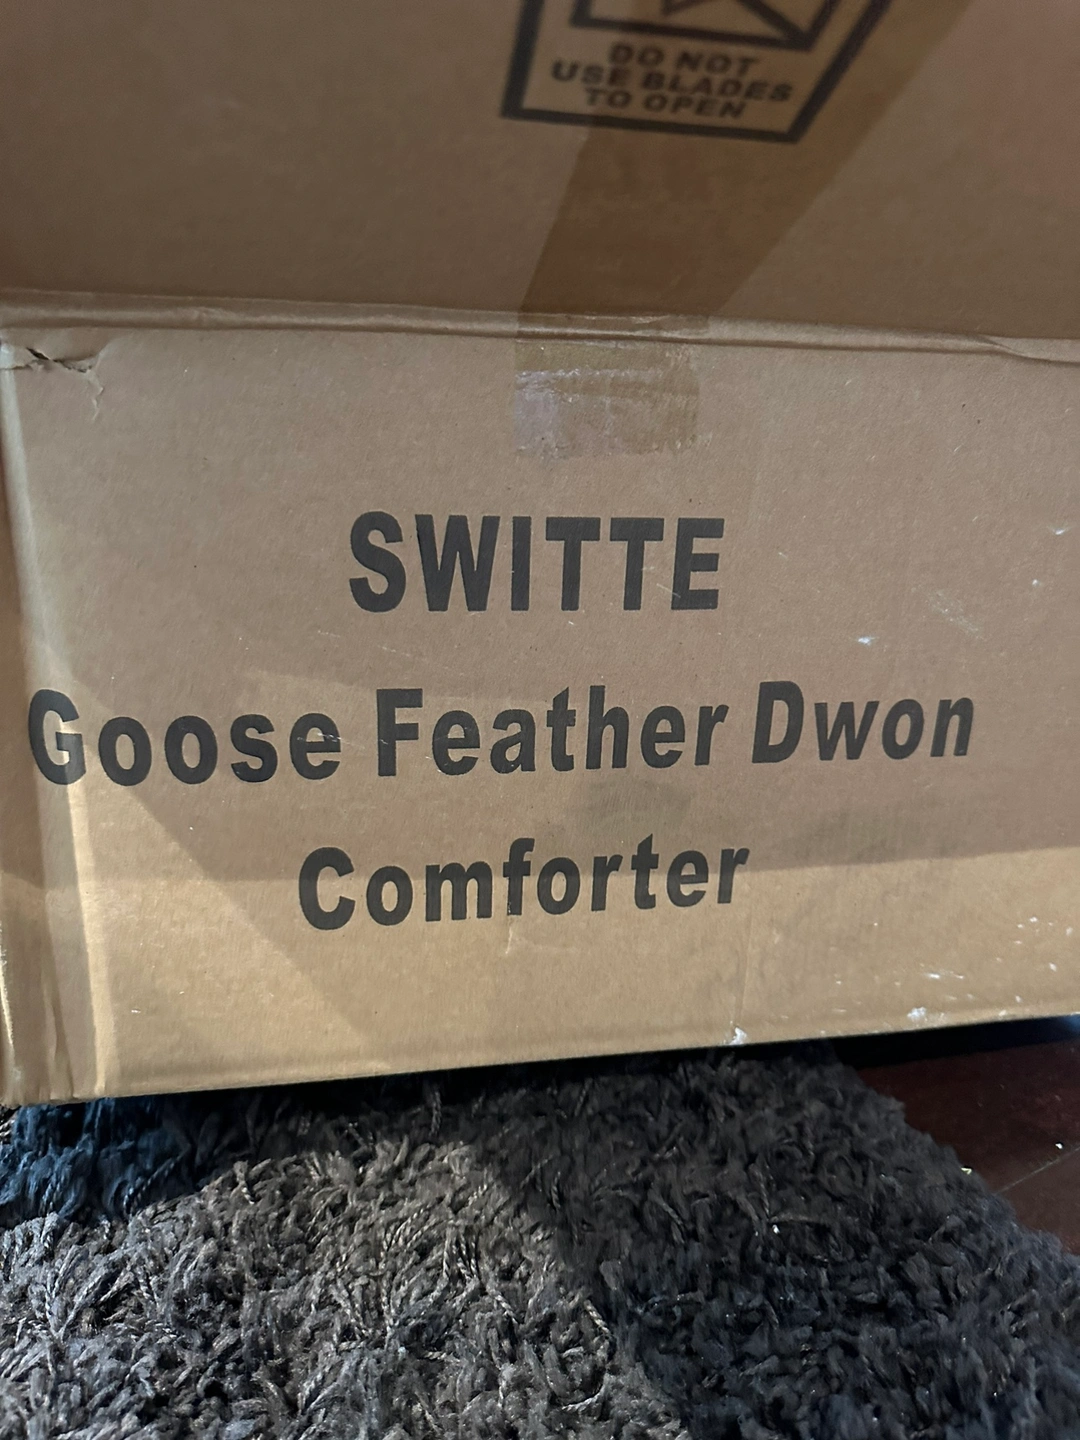 DO NOT
USE BLADES
TO OPEN
SWITTE
Goose Feather Dwon
Comforter